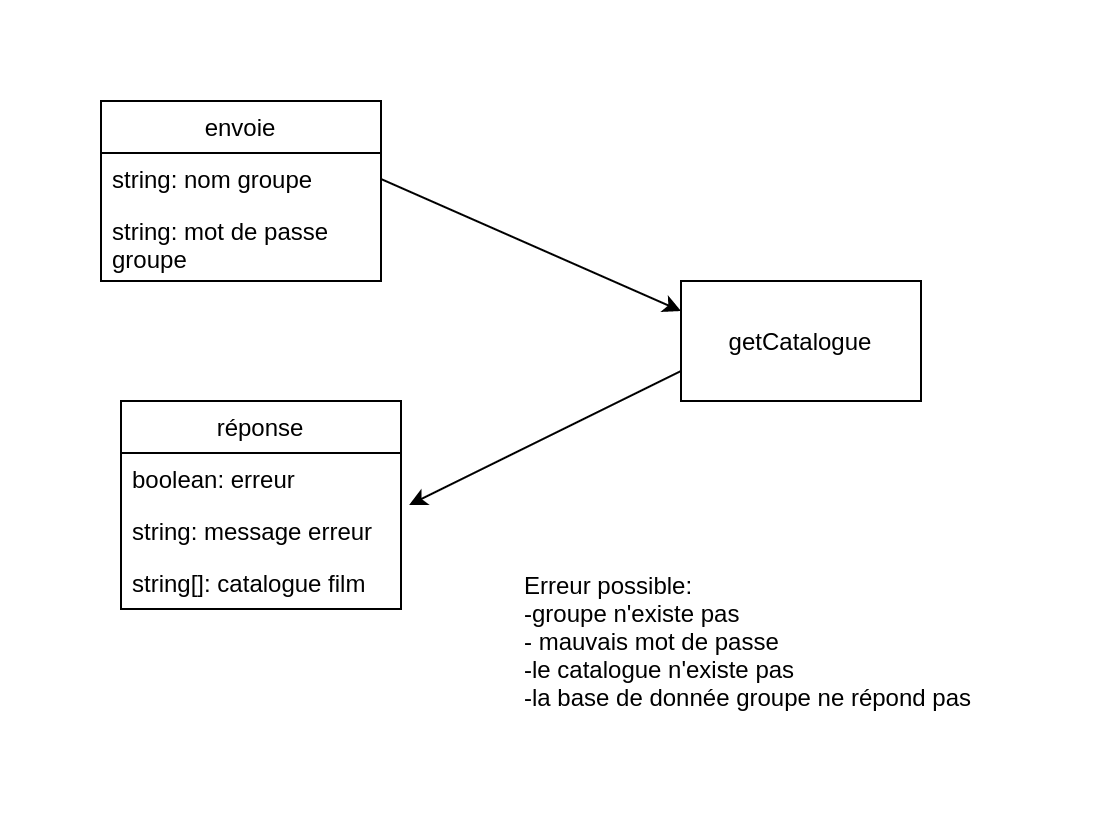 envoie
string: nom groupe
string: mot de passe
groupe
getCatalogue
réponse
boolean: erreur
string: message erreur
string[]: catalogue film
Erreur possible:
-groupe n'existe pas
- mauvais mot de passe
-le catalogue n'existe pas
-la base de donnée groupe ne répond pas